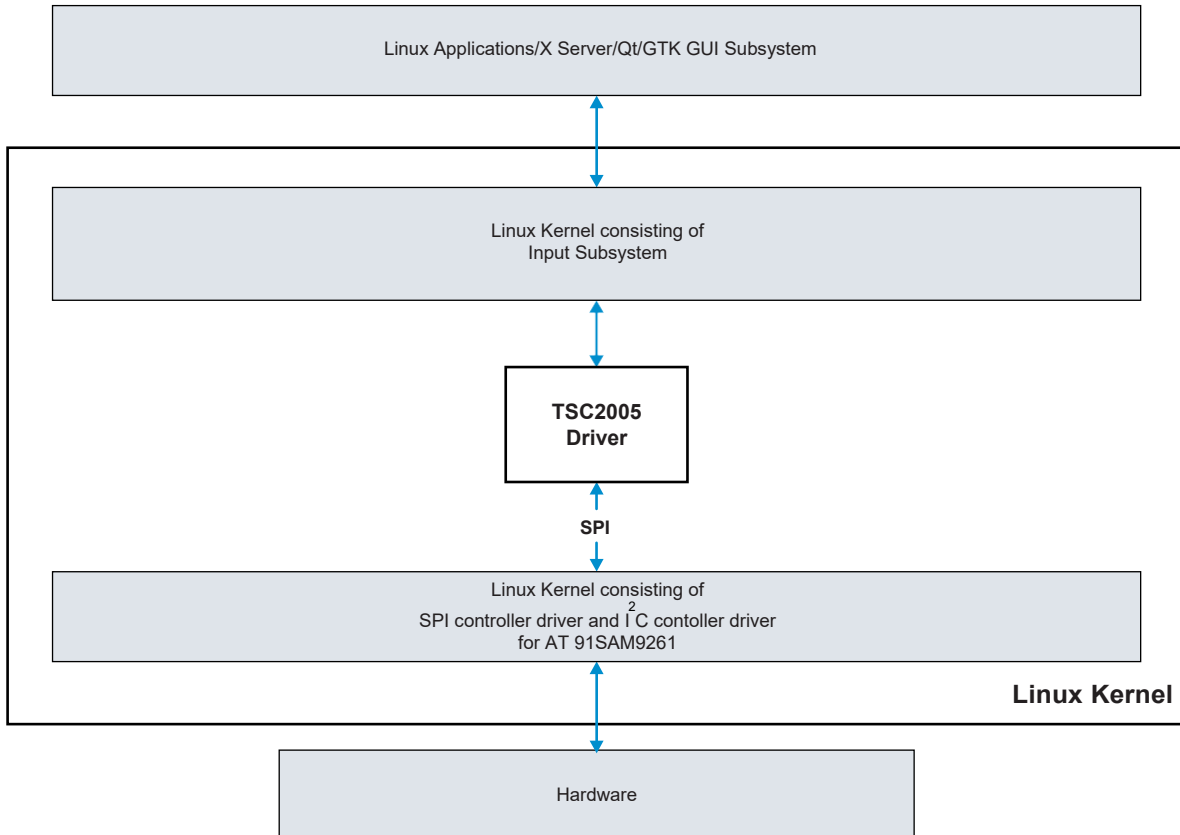 Linux Applications/X Server/Qt/GTK GUI Subsystem
Linux Kernel consisting of
Input Subsystem
TSC2005
Driver
SPI
Linux Kernel consisting of
SPI controller driver and I²C contoller driver
for AT 91SAM9261
Linux Kernel
Hardware